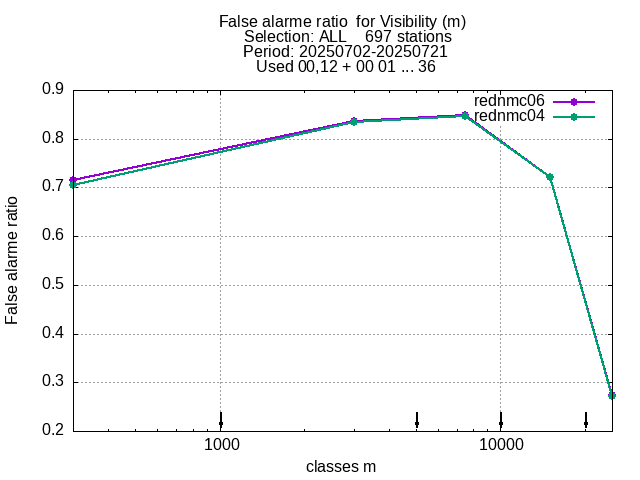 False alarme ratio  for Visibility (m)
Selection: ALL    697 stations
Period: 20250702-20250721
Used 00,12 + 00 01 ... 36
rednmc06
rednmc04
0.9
0.8
0.7
0.6
0.5
0.4
0.3
0.2
False alarme ratio
1000
10000
classes m